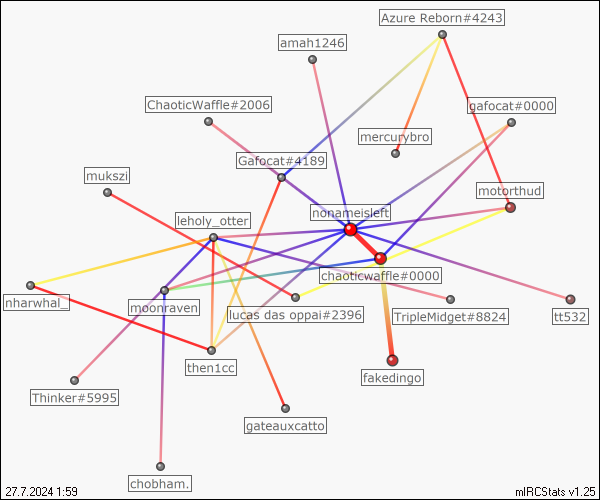 Azure Reborn#4243
amah1246
ChaoticWaffle#2006
gafocat#0000
mercurybro
Gafocat#4189
mukszi
motorthud
nonameisleft
leholy_otter
chaoticwaffle#0000
nharwhal_
moonraven
lucas das oppai#2396
TripleMidget#8824
tt532
then1cc
fakedingo
Thinker#5995
gateauxcatto
chobham.
27.7.2024 1:59
mIRCStats v1.25